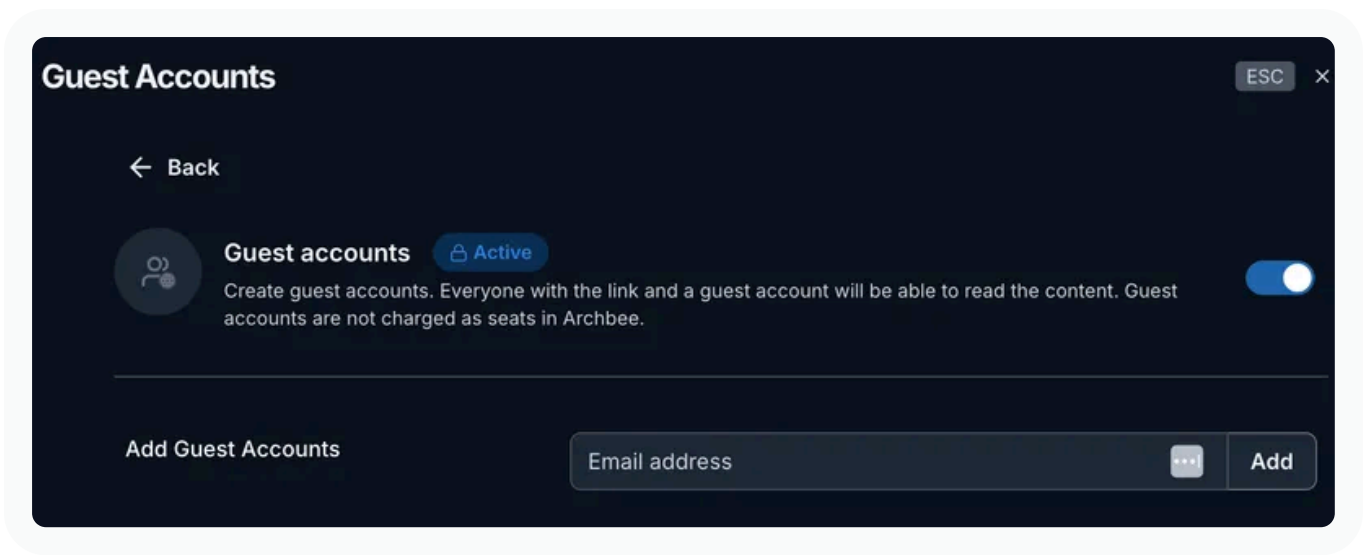 Guest Accounts
ESC
Back
Guest accounts
Active
Create guest accounts. Everyone with the link and a guest account will be able to read the content. Guest
accounts are not charged as seats in Archbee.
Add Guest Accounts
Email address
Add